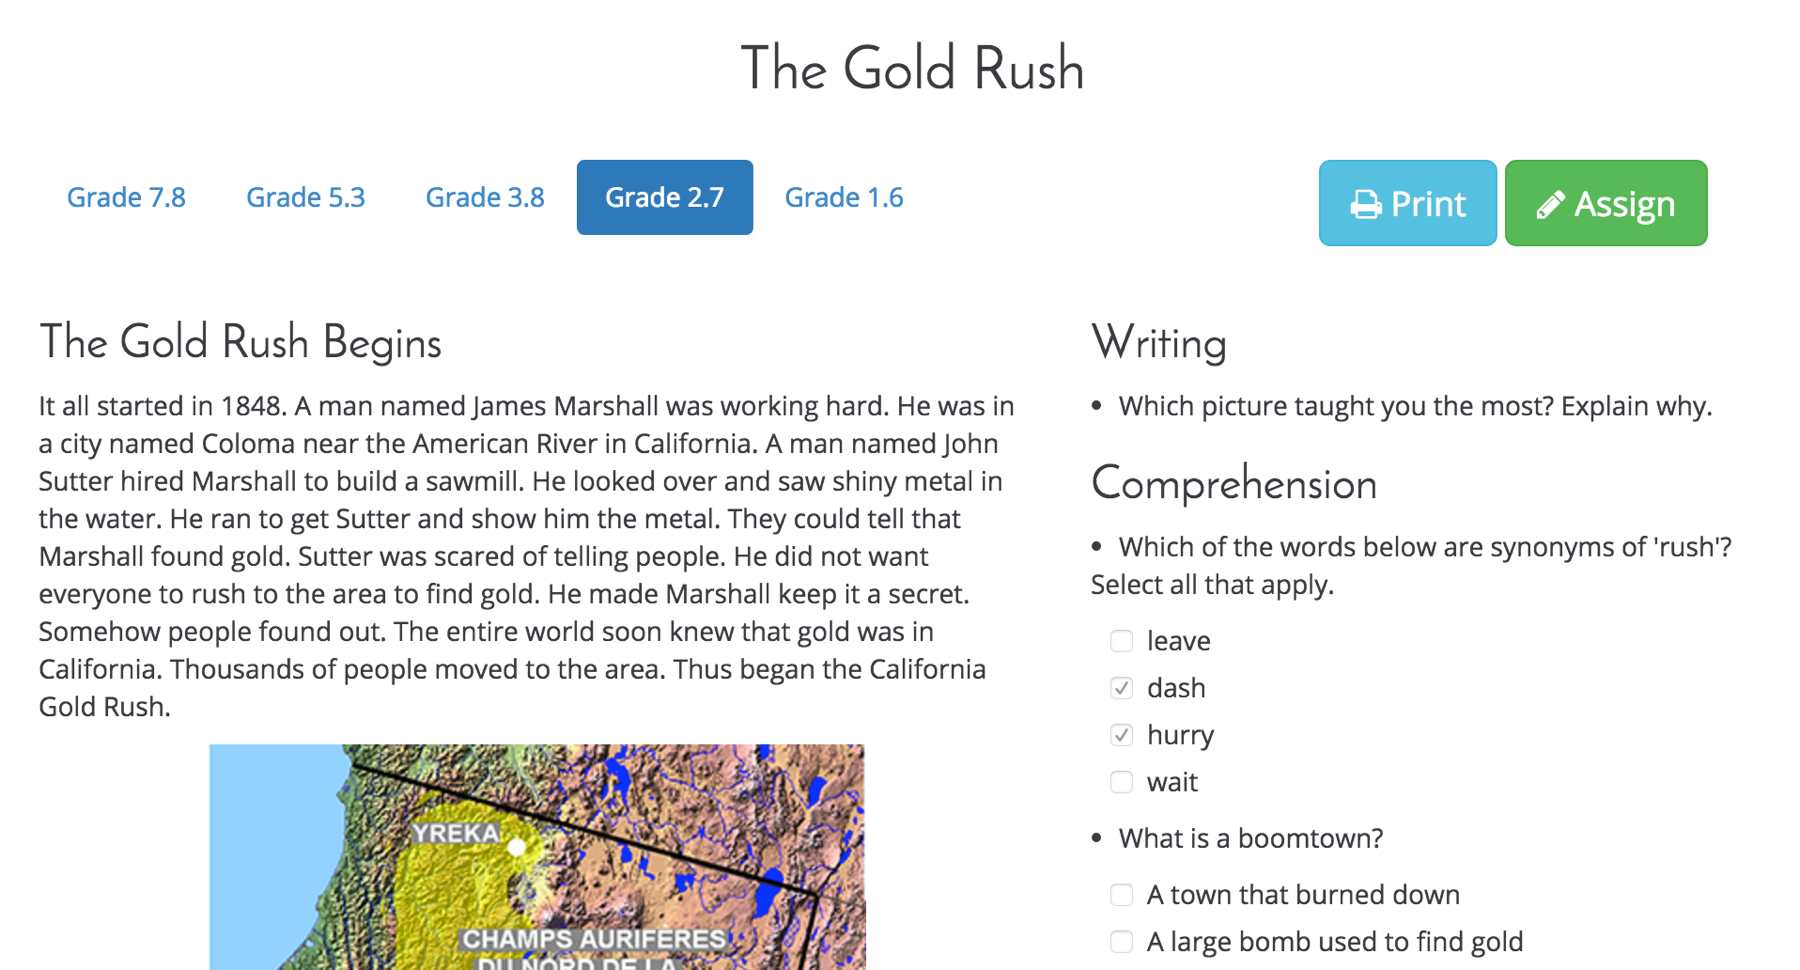 The Gold Rush
Grade 7.8
Grade 5.3
Grade 3.8
Grade 2.7
Grade 1.6
Print
Assign
The Gold Rush Begins
It all started in 1848. A man named James Marshall was working hard. He was in
a city named Coloma near the American River in California. A man named John
Sutter hired Marshall to build a sawmill. He looked over and saw shiny metal in
the water. He ran to get Sutter and show him the metal. They could tell that
Marshall found gold. Sutter was scared of telling people. He did not want
everyone to rush to the area to find gold. He made Marshall keep it a secret.
Somehow people found out. The entire world soon knew that gold was in
California. Thousands of people moved to the area. Thus began the California
Gold Rush.
YREKA
CHAMPS AURIFERES
DU NORD DE LA
Writing
• Which picture taught you the most? Explain why.
Comprehension
• Which of the words below are synonyms of 'rush'?
Select all that apply.
leave
dash
hurry
wait
• What is a boomtown?
A town that burned down
A large bomb used to find gold